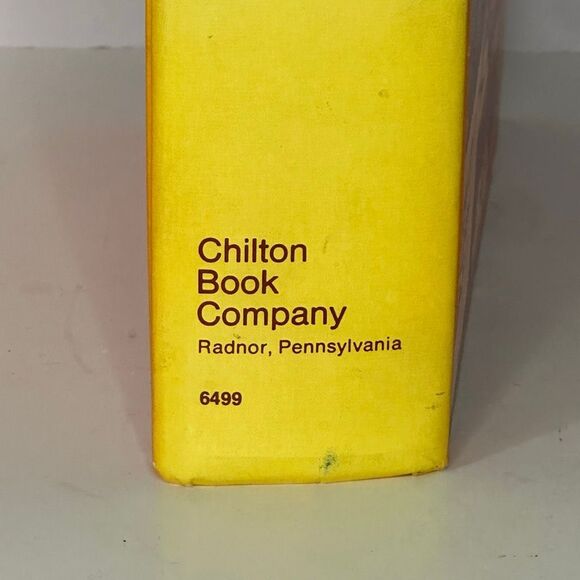 Chilton
Book
Company
Radnor, Pennsylvania
6499